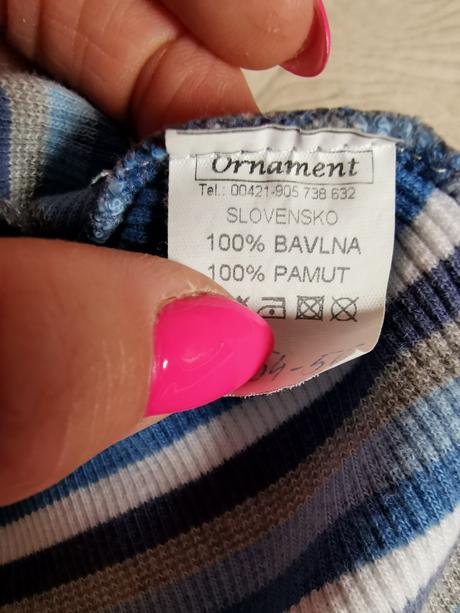 Ornament
Tel.: 00421-905 738 632
SLOVENSKO
100% BAVLNA
100% PAMUT